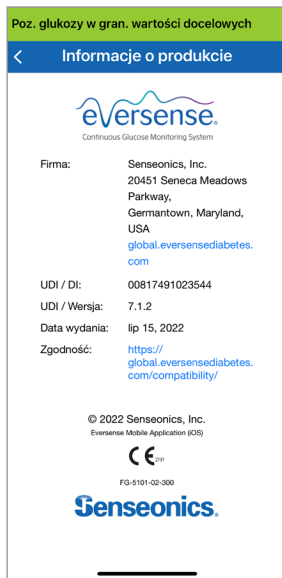 Poz. glukozy w gran. wartości docelowych
Informacje o produkcie
eversense.
Continuous Glucose Monitoring System
Firma: Senseonics, Inc.
20451 Seneca Meadows
Parkway,
Germantown, Maryland,
USA
global.eversensediabetes.
com
UDI / DI: 00817491023544
UDI / Wersja: 7.1.2
Data wydania: lip 15, 2022
Zgodność: https://
global.eversensediabetes.
com/compatibility/
© 2022 Senseonics, Inc.
Eversense Mobile Application (iOS)
CE
FG-5101-02-300
Senseonics.